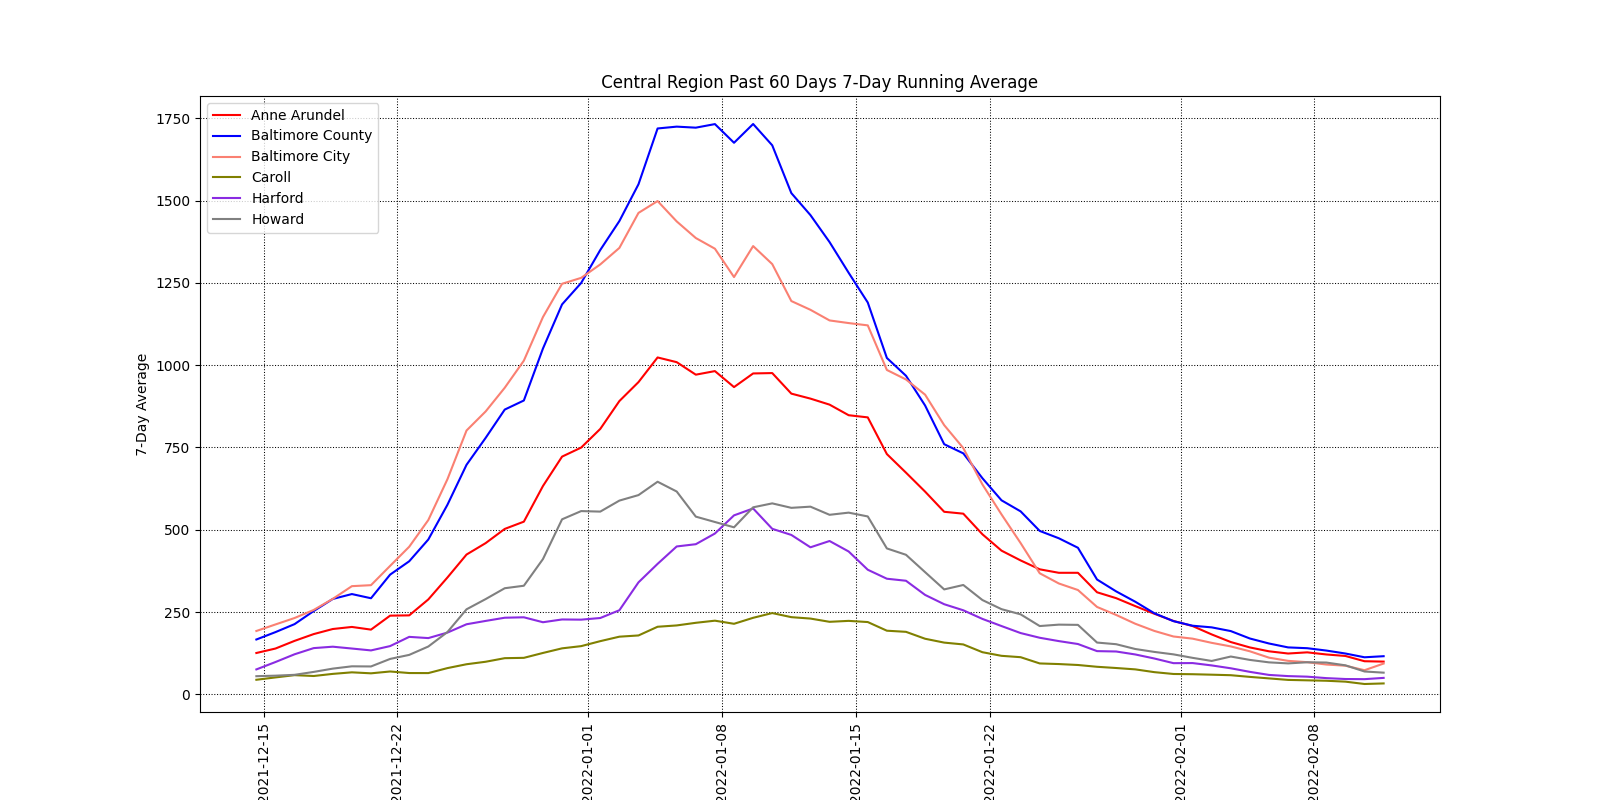 Central Region Past 60 Days 7-Day Running Average
Anne Arundel
Baltimore County
Baltimore City
Caroll
Harford
Howard
7-Day Average
1750
1500
1250
1000
750
500
250
0
2021-12-15
2021-12-22
2022-01-01
2022-01-08
2022-01-15
2022-01-22
2022-02-01
2022-02-08